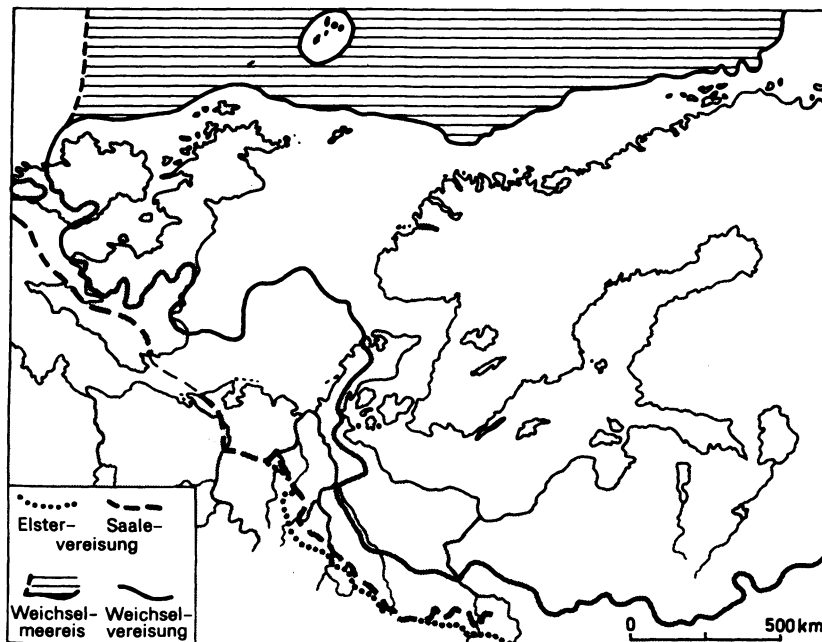 Elster- Saale-
vereisung
Weichsel- Weichsel-
meereis vereisung
0 500 km